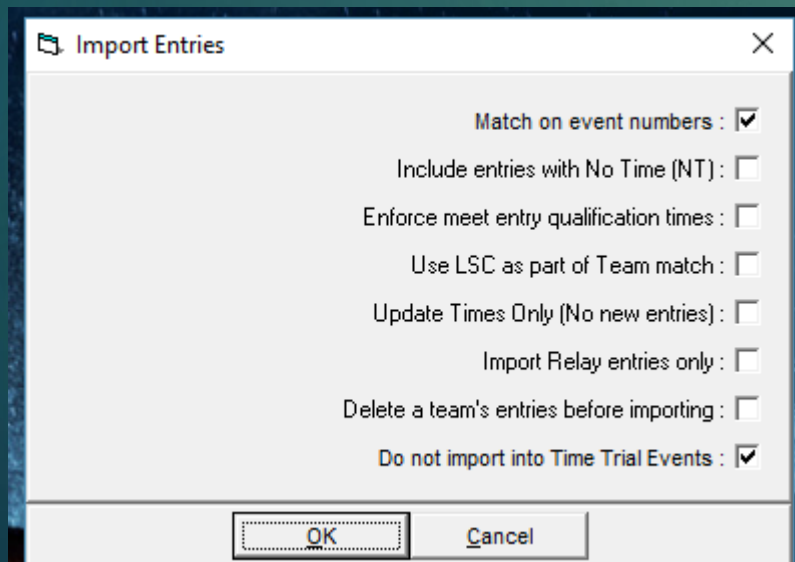 Import Entries
Match on event numbers :
Include entries with No Time (NT) :
Enforce meet entry qualification times :
Use LSC as part of Team match :
Update Times Only (No new entries) :
Import Relay entries only :
Delete a team's entries before importing :
Do not import into Time Trial Events :
OK Cancel